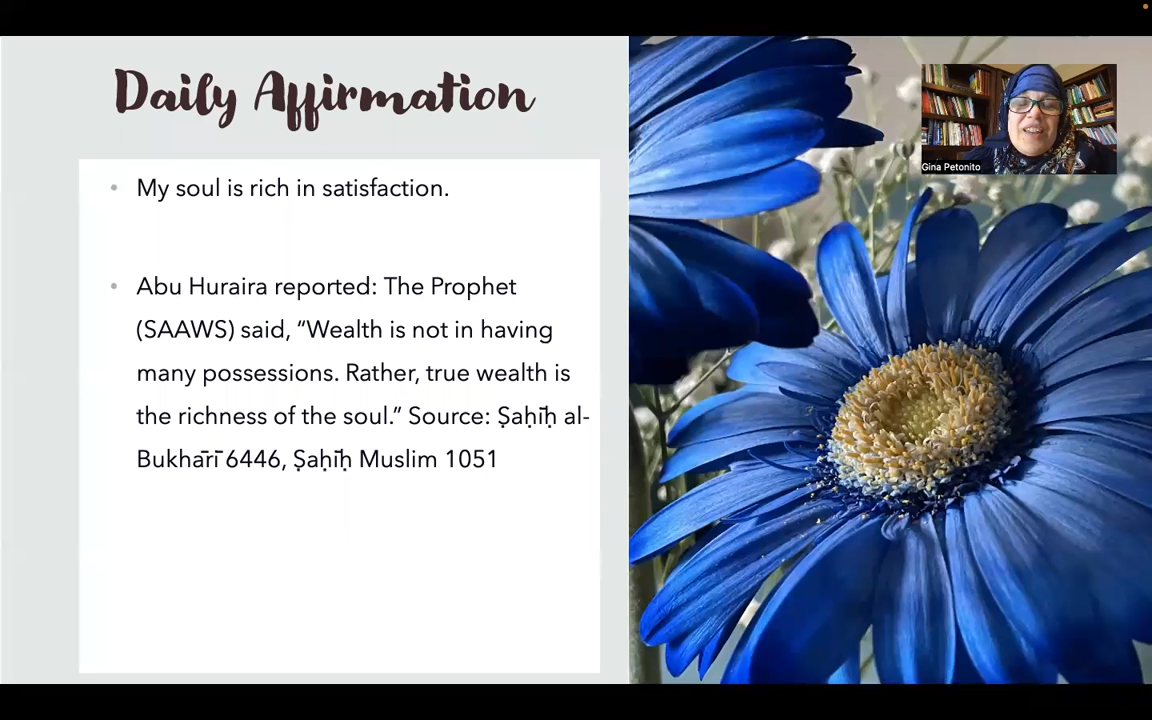 Daily Affirmation
Gina Petonito
• My soul is rich in satisfaction.
• Abu Huraira reported: The Prophet
(SAAWS) said, “Wealth is not in having
many possessions. Rather, true wealth is
the richness of the soul.” Source: Ṣaḥīḥ al-
Bukhārī 6446, Ṣaḥīḥ Muslim 1051